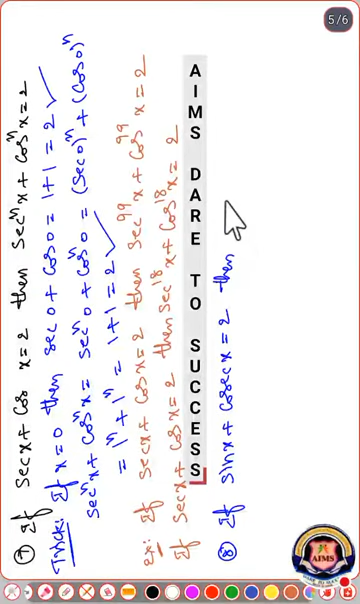 5/6
⑦ If secx + cosx = 2 then secⁿx + cosⁿx = 2
Trick: If x = 0 then sec0 + cos0 = 1 + 1 = 2 ✓
secⁿx + cosⁿx = secⁿ0 + cosⁿ0 = (sec0)ⁿ + (cos0)ⁿ
= 1ⁿ + 1ⁿ = 1 + 1 = 2 ✓
Ex: If secx + cosx = 2 then sec⁹⁹x + cos⁹⁹x = 2
If secx + cosx = 2 then sec¹⁸x + cos¹⁸x = 2
AIMS DARE TO SUCCESS
⑧ If sinx + cosecx = 2 then
AIMS